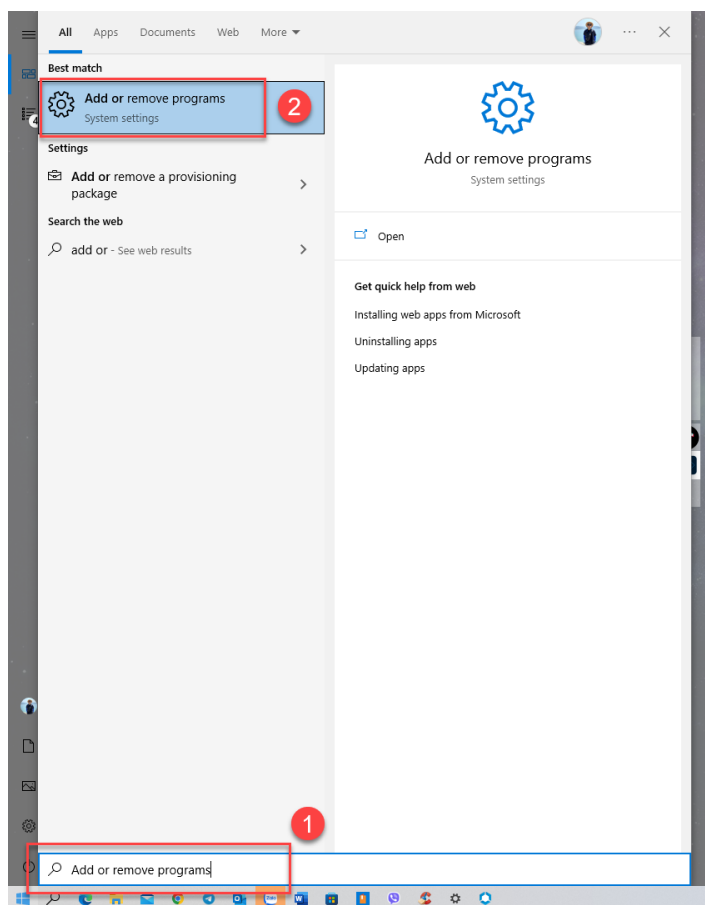 All Apps Documents Web More
Best match
Add or remove programs
System settings
2
Settings
Add or remove a provisioning
package
Search the web
add or - See web results
Add or remove programs
System settings
Open
Get quick help from web
Installing web apps from Microsoft
Uninstalling apps
Updating apps
4
1
Add or remove programs